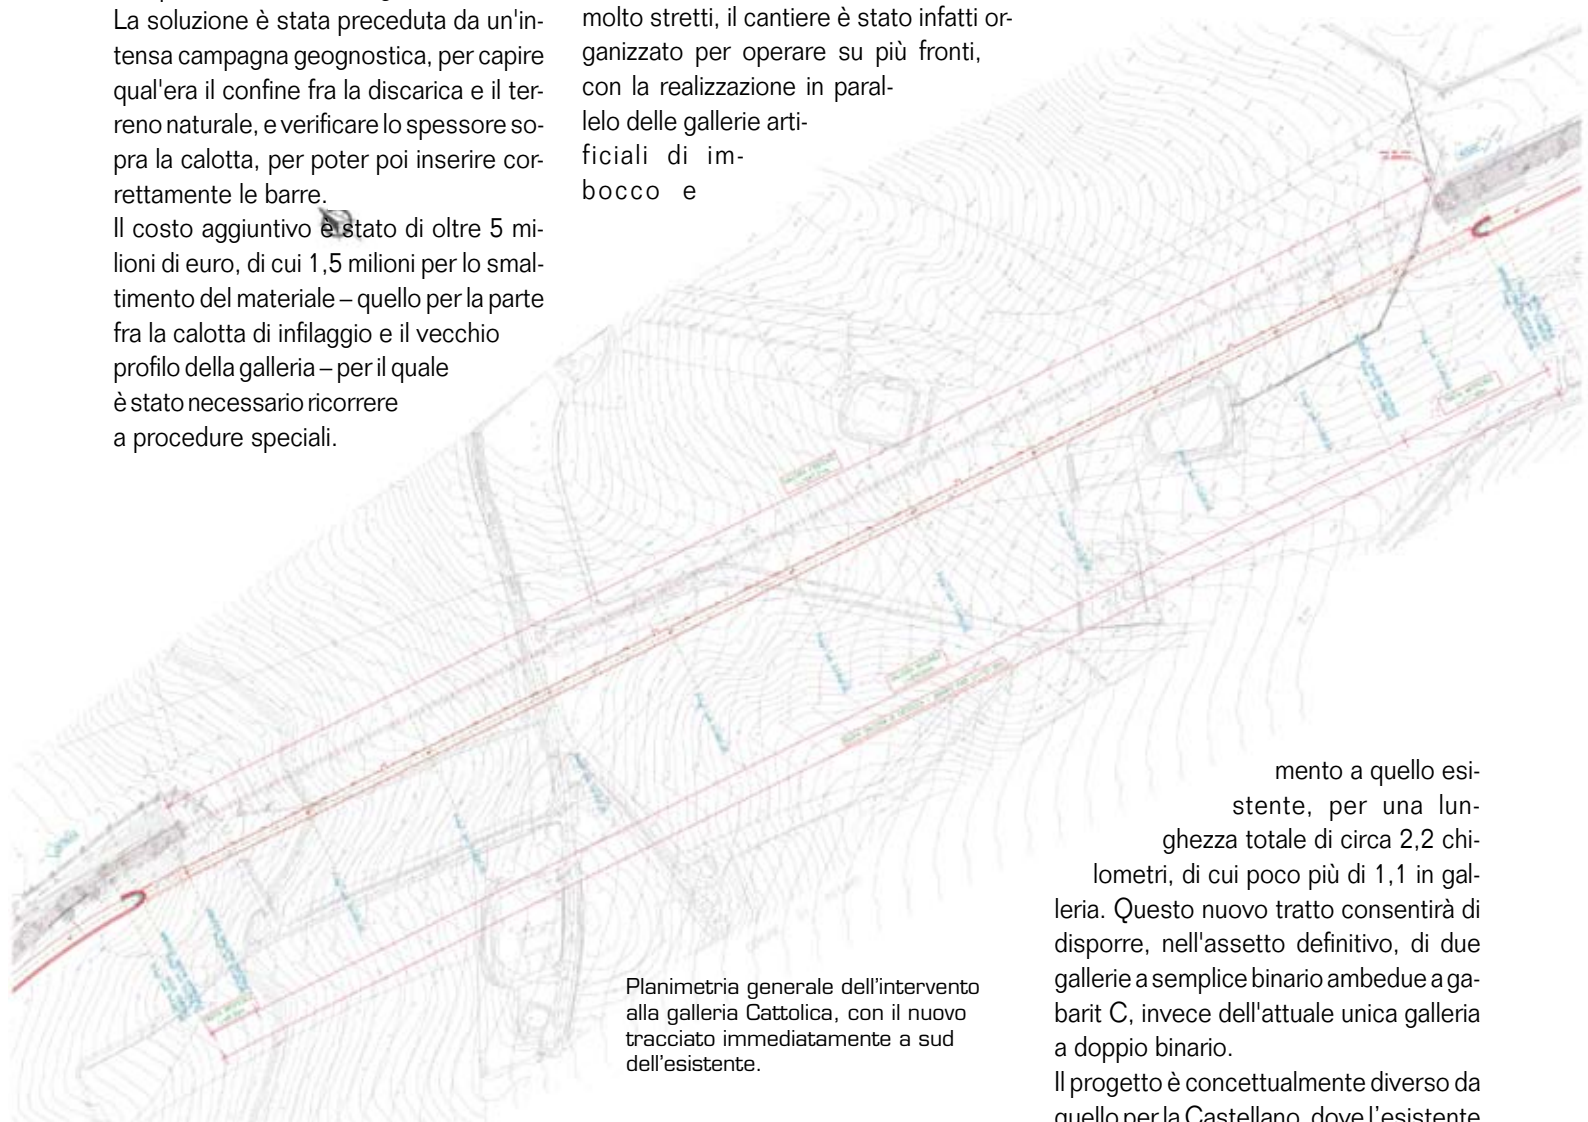 La soluzione è stata preceduta da un'in-
tensa campagna geognostica, per capire
qual'era il confine fra la discarica e il ter-
reno naturale, e verificare lo spessore so-
pra la calotta, per poter poi inserire cor-
rettamente le barre.
Il costo aggiuntivo è stato di oltre 5 mi-
lioni di euro, di cui 1,5 milioni per lo smal-
timento del materiale – quello per la parte
fra la calotta di infilaggio e il vecchio
profilo della galleria – per il quale
è stato necessario ricorrere
a procedure speciali.
molto stretti, il cantiere è stato infatti or-
ganizzato per operare su più fronti,
con la realizzazione in paral-
lelo delle gallerie arti-
ficiali di im-
bocco e
Planimetria generale dell'intervento
alla galleria Cattolica, con il nuovo
tracciato immediatamente a sud
dell'esistente.
mento a quello esi-
stente, per una lun-
ghezza totale di circa 2,2 chi-
lometri, di cui poco più di 1,1 in gal-
leria. Questo nuovo tratto consentirà di
disporre, nell'assetto definitivo, di due
gallerie a semplice binario ambedue a ga-
barit C, invece dell'attuale unica galleria
a doppio binario.
Il progetto è concettualmente diverso da
quello per la Castellano, dove l'esistente